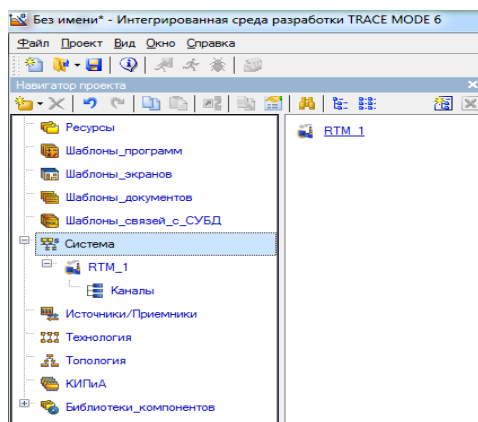 Без имени* - Интегрированная среда разработки TRACE MODE 6
Файл Проект Вид Окно Справка
Навигатор проекта
Ресурсы
RTM_1
Шаблоны_программ
Шаблоны_экранов
Шаблоны_документов
Шаблоны_связей_с_СУБД
Система
RTM_1
Каналы
Источники/Приемники
Технология
Топология
КИПиА
Библиотеки_компонентов